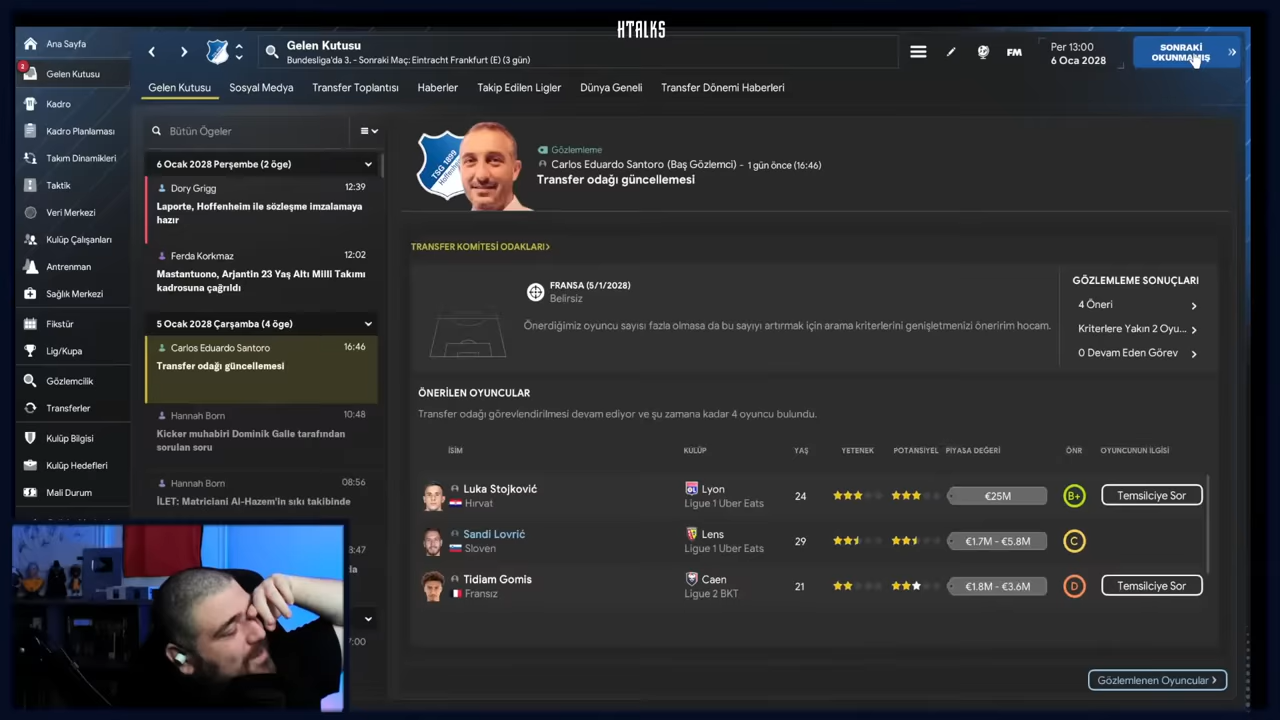 HTALKS
Ana Sayfa
Gelen Kutusu
Bundesliga'da 3. - Sonraki Maç: Eintracht Frankfurt (E) (3 gün)
FM
Per 13:00
6 Oca 2028
SONRAKİ
OKUNMAMIŞ
2
Gelen Kutusu
Kadro
Kadro Planlaması
Takım Dinamikleri
Taktik
Veri Merkezi
Kulüp Çalışanları
Antrenman
Sağlık Merkezi
Fikstür
Lig/Kupa
Gözlemcilik
Transferler
Kulüp Bilgisi
Kulüp Hedefleri
Mali Durum
Gelen Kutusu
Sosyal Medya
Transfer Toplantısı
Haberler
Takip Edilen Ligler
Dünya Geneli
Transfer Dönemi Haberleri
Bütün Ögeler
6 Ocak 2028 Perşembe (2 öge)
Dory Grigg 12:39
Laporte, Hoffenheim ile sözleşme imzalamaya
hazır
Ferda Korkmaz 12:02
Mastantuono, Arjantin 23 Yaş Altı Milli Takımı
kadrosuna çağrıldı
5 Ocak 2028 Çarşamba (4 öge)
Carlos Eduardo Santoro 16:46
Transfer odağı güncellemesi
Hannah Born 10:48
Kicker muhabiri Dominik Galle tarafından
sorulan soru
Hannah Born 08:56
İLET: Matriciani Al-Hazem'in sıkı takibinde
TSG 1899
Gözlemleme
Carlos Eduardo Santoro (Baş Gözlemci) - 1 gün önce (16:46)
Transfer odağı güncellemesi
TRANSFER KOMİTESİ ODAKLARI>
FRANSA (5/1/2028)
Belirsiz
Önerdiğimiz oyuncu sayısı fazla olmasa da bu sayıyı artırmak için arama kriterlerini genişletmenizi öneririm hocam.
GÖZLEMLEME SONUÇLARI
4 Öneri
Kriterlere Yakın 2 Oyu...
0 Devam Eden Görev
ÖNERİLEN OYUNCULAR
Transfer odağı görevlendirilmesi devam ediyor ve şu zamana kadar 4 oyuncu bulundu.
İSİM KULÜP YAŞ YETENEK POTANSİYEL PİYASA DEĞERİ ÖNR OYUNCUNUN İLGİSİ
Luka Stojković Lyon 24 €25M B+ Temsilciye Sor
Hırvat Ligue 1 Uber Eats
Sandi Lovrić Lens 29 €1.7M - €5.8M C
Sloven Ligue 1 Uber Eats
Tidiam Gomis Caen 21 €1.8M - €3.6M D Temsilciye Sor
Fransız Ligue 2 BKT
Gözlemlenen Oyuncular >